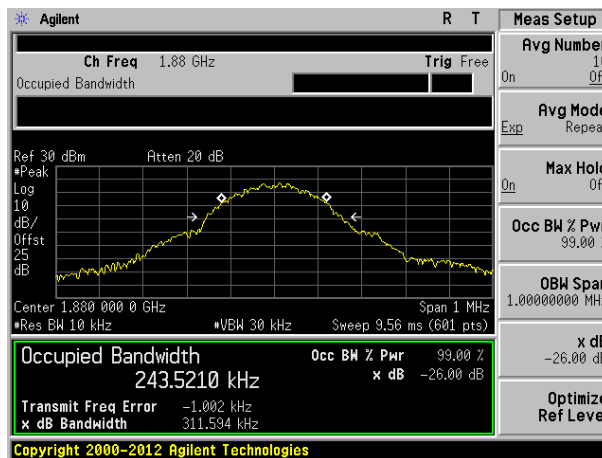 Agilent R T
Meas Setup
Ch Freq 1.88 GHz Trig Free
Occupied Bandwidth
Avg Number
On
Avg Mode
Exp Repea
Max Hold
On Of
Occ BW % Pwr
99.00
OBW Span
1.00000000 MH
x dB
-26.00 dB
Optimize
Ref Level
Ref 30 dBm Atten 20 dB
#Peak
Log
10
dB/
Offst
25
dB
Center 1.880 000 0 GHz Span 1 MHz
#Res BW 10 kHz #VBW 30 kHz Sweep 9.56 ms (601 pts)
Occupied Bandwidth Occ BW % Pwr 99.00 %
243.5210 kHz x dB -26.00 dB
Transmit Freq Error -1.002 kHz
x dB Bandwidth 311.594 kHz
Copyright 2000-2012 Agilent Technologies